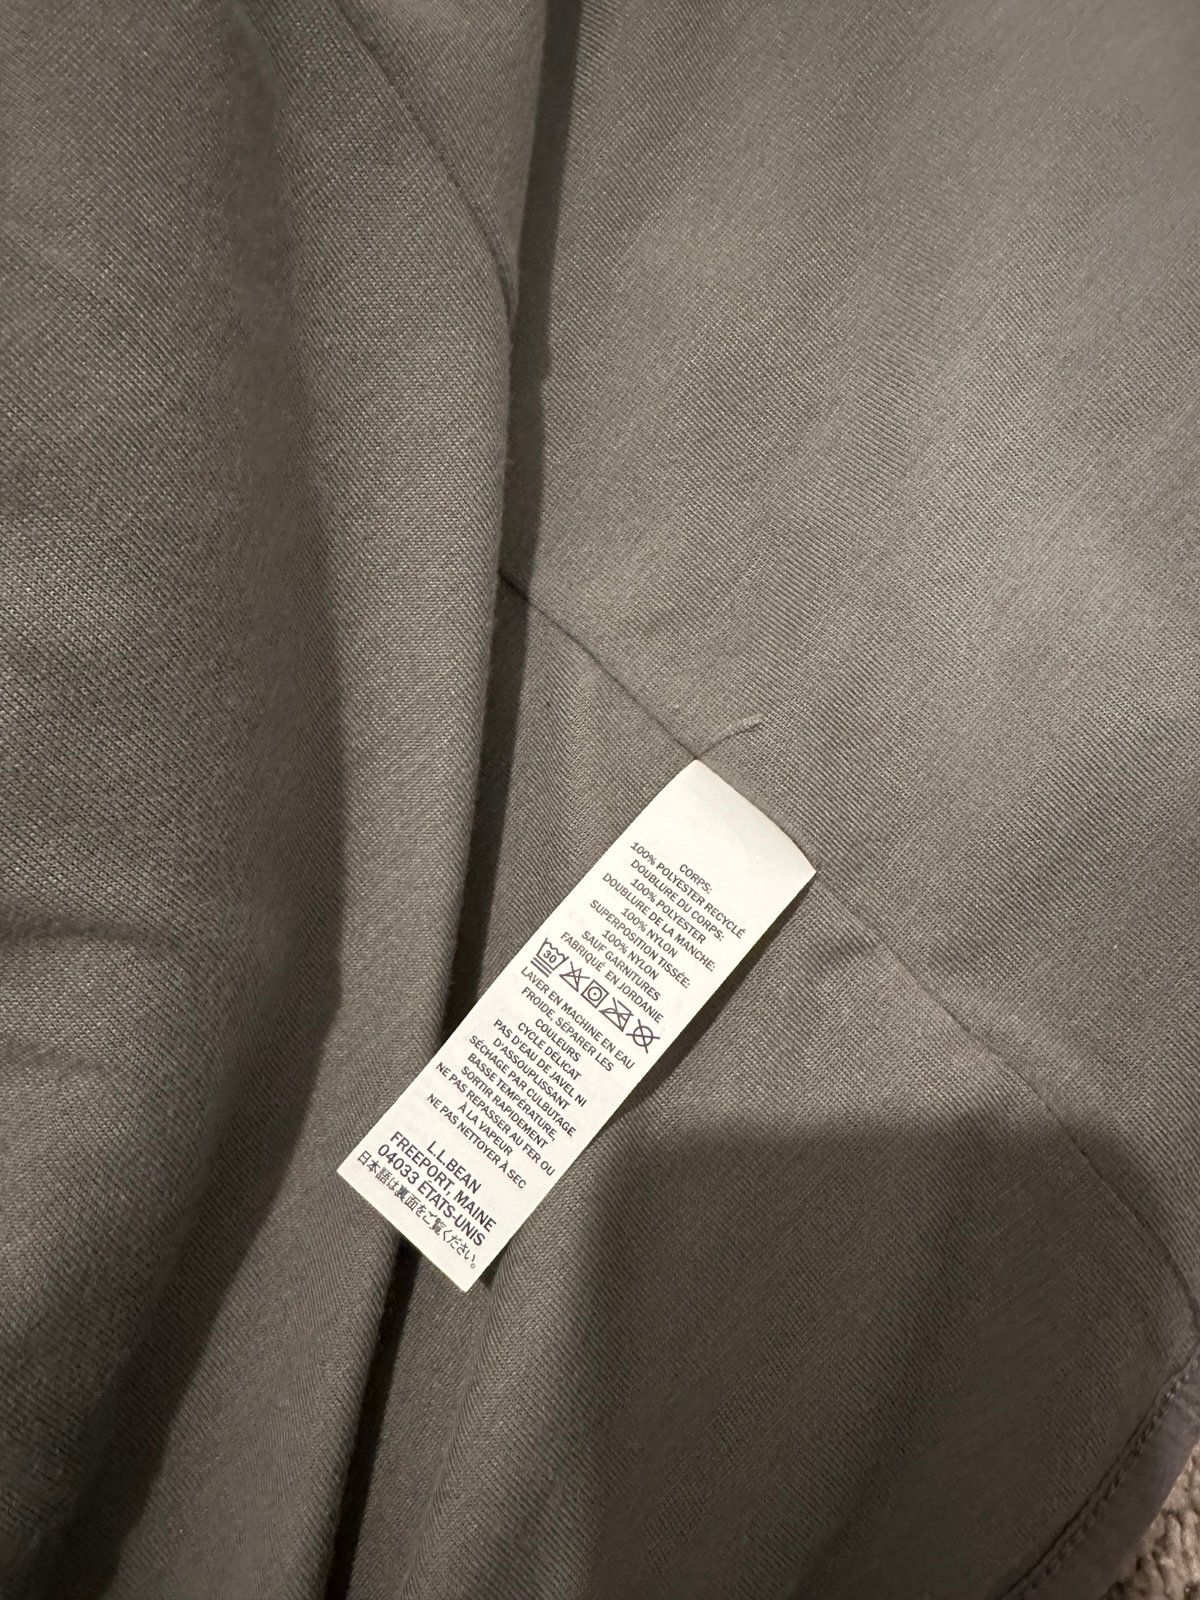 CORPS:
100% POLYESTER RECYCLÉ
DOUBLURE DU CORPS:
100% POLYESTER
DOUBLURE DE LA MANCHE:
100% NYLON
SUPERPOSITION TISSÉE:
100% NYLON
SAUF GARNITURES
FABRIQUÉ EN JORDANIE
30
LAVER EN MACHINE EN EAU
FROIDE, SÉPARER LES
COULEURS
CYCLE DÉLICAT
PAS D'EAU DE JAVEL NI
D'ASSOUPLISSANT
SÉCHAGE PAR CULBUTAGE
BASSE TEMPÉRATURE,
SORTIR RAPIDEMENT
NE PAS REPASSER AU FER OU
À LA VAPEUR
NE PAS NETTOYER À SEC
L.L.BEAN
FREEPORT, MAINE
04033 ÉTATS-UNIS
日本語は裏面をご覧ください。